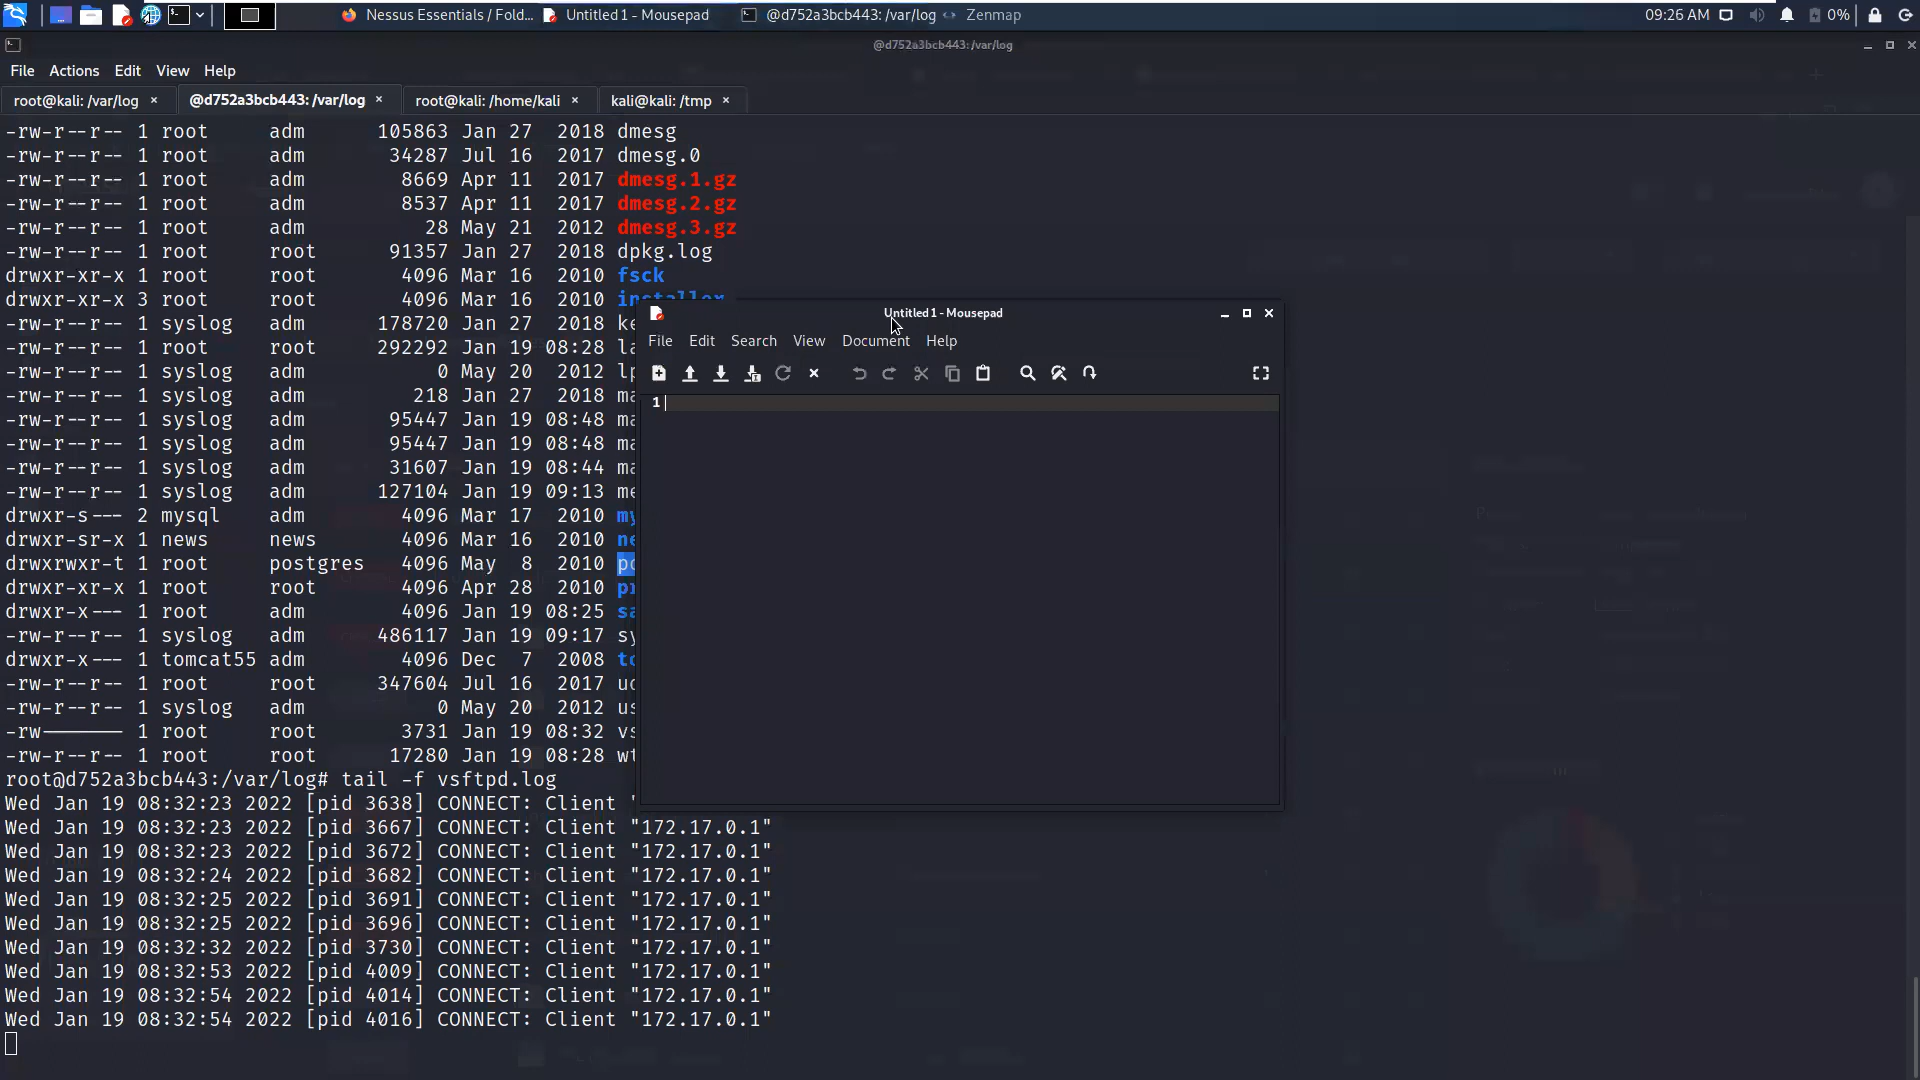 Nessus Essentials / Fold... Untitled 1 - Mousepad @d752a3bcb443: /var/log Zenmap 09:26 AM 0%
@d752a3bcb443: /var/log
File Actions Edit View Help
root@kali: /var/log × @d752a3bcb443: /var/log × root@kali: /home/kali × kali@kali: /tmp ×
-rw-r--r-- 1 root adm 105863 Jan 27 2018 dmesg
-rw-r--r-- 1 root adm 34287 Jul 16 2017 dmesg.0
-rw-r--r-- 1 root adm 8669 Apr 11 2017 dmesg.1.gz
-rw-r--r-- 1 root adm 8537 Apr 11 2017 dmesg.2.gz
-rw-r--r-- 1 root adm 28 May 21 2012 dmesg.3.gz
-rw-r--r-- 1 root root 91357 Jan 27 2018 dpkg.log
drwxr-xr-x 1 root root 4096 Mar 16 2010 fsck
drwxr-xr-x 3 root root 4096 Mar 16 2010 installer
-rw-r--r-- 1 syslog adm 178720 Jan 27 2018 ke
-rw-r--r-- 1 root root 292292 Jan 19 08:28 la
-rw-r--r-- 1 syslog adm 0 May 20 2012 lp
-rw-r--r-- 1 syslog adm 218 Jan 27 2018 ma
-rw-r--r-- 1 syslog adm 95447 Jan 19 08:48 ma
-rw-r--r-- 1 syslog adm 95447 Jan 19 08:48 ma
-rw-r--r-- 1 syslog adm 31607 Jan 19 08:44 ma
-rw-r--r-- 1 syslog adm 127104 Jan 19 09:13 me
drwxr-s--- 2 mysql adm 4096 Mar 17 2010 my
drwxr-sr-x 1 news news 4096 Mar 16 2010 ne
drwxrwxr-t 1 root postgres 4096 May 8 2010 po
drwxr-xr-x 1 root root 4096 Apr 28 2010 pr
drwxr-x--- 1 root adm 4096 Jan 19 08:25 sa
-rw-r--r-- 1 syslog adm 486117 Jan 19 09:17 sy
drwxr-x--- 1 tomcat55 adm 4096 Dec 7 2008 to
-rw-r--r-- 1 root root 347604 Jul 16 2017 ud
-rw-r--r-- 1 syslog adm 0 May 20 2012 us
-rw------- 1 root root 3731 Jan 19 08:32 vs
-rw-r--r-- 1 root root 17280 Jan 19 08:28 wt
root@d752a3bcb443:/var/log# tail -f vsftpd.log
Wed Jan 19 08:32:23 2022 [pid 3638] CONNECT: Client "
Wed Jan 19 08:32:23 2022 [pid 3667] CONNECT: Client "172.17.0.1"
Wed Jan 19 08:32:23 2022 [pid 3672] CONNECT: Client "172.17.0.1"
Wed Jan 19 08:32:24 2022 [pid 3682] CONNECT: Client "172.17.0.1"
Wed Jan 19 08:32:25 2022 [pid 3691] CONNECT: Client "172.17.0.1"
Wed Jan 19 08:32:25 2022 [pid 3696] CONNECT: Client "172.17.0.1"
Wed Jan 19 08:32:32 2022 [pid 3730] CONNECT: Client "172.17.0.1"
Wed Jan 19 08:32:53 2022 [pid 4009] CONNECT: Client "172.17.0.1"
Wed Jan 19 08:32:54 2022 [pid 4014] CONNECT: Client "172.17.0.1"
Wed Jan 19 08:32:54 2022 [pid 4016] CONNECT: Client "172.17.0.1"
Untitled 1 - Mousepad
File Edit Search View Document Help
1